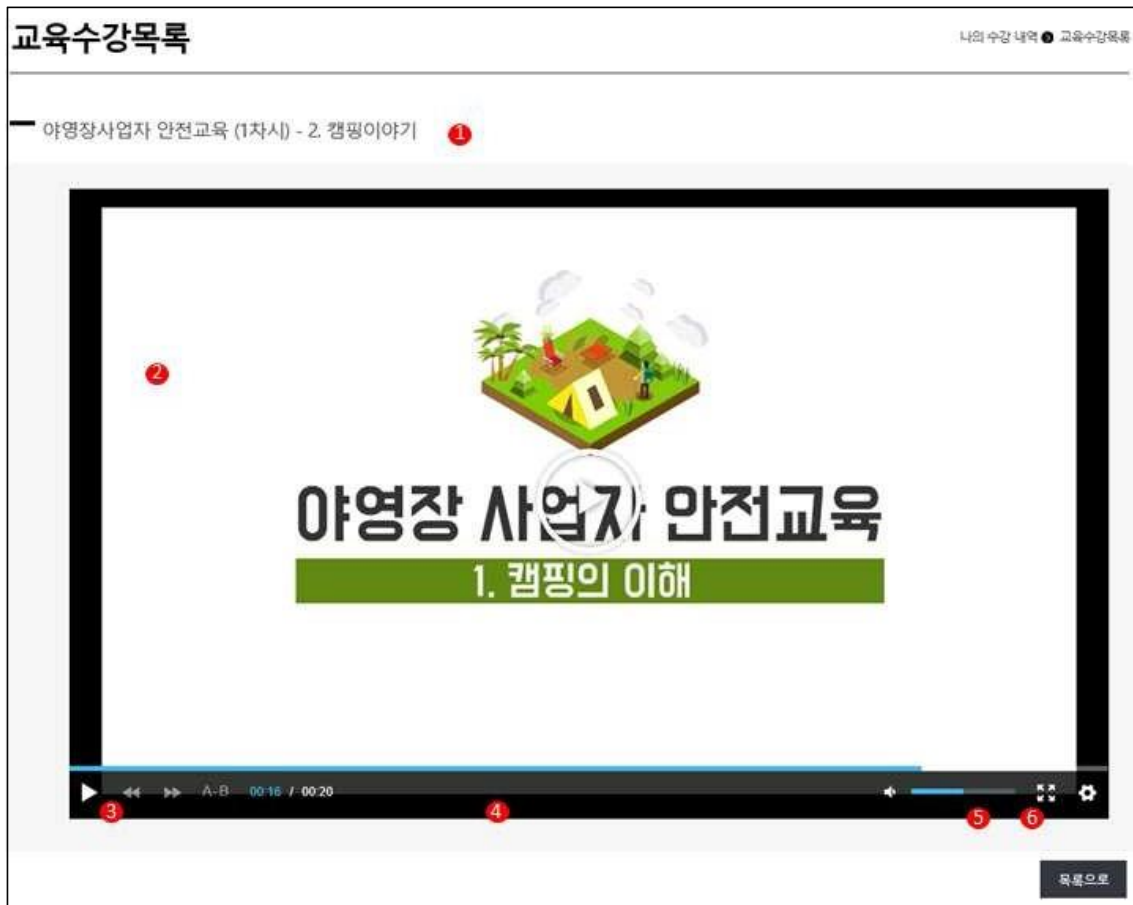 교육수강목록
나의 수강 내역 교육수강목록
야영장사업자 안전교육 (1차시) - 2. 캠핑이야기 1
2
야영장 사업자 안전교육
1. 캠핑의 이해
A-B 00:16 / 00:20
3 4 5 6
목록으로